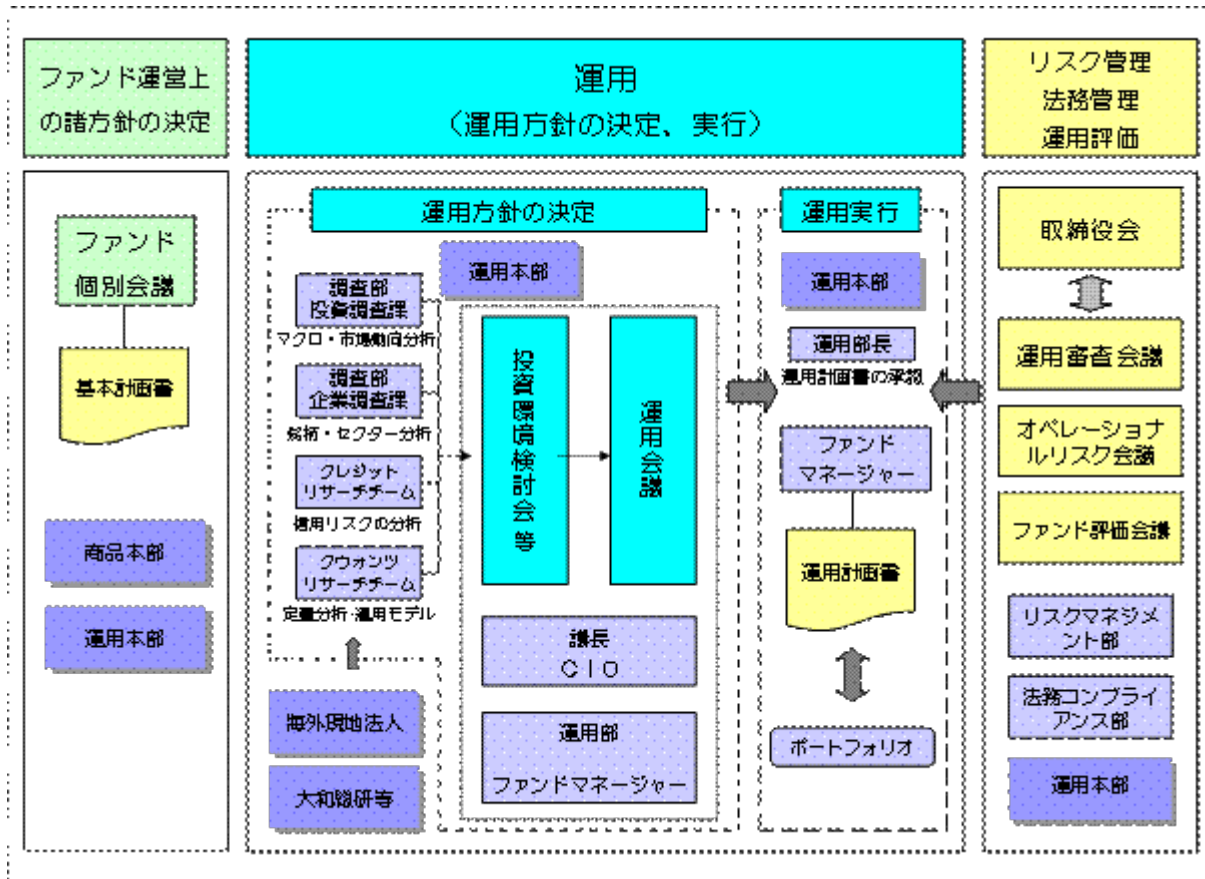 ファンド運営上
の諸方針の決定
運用
（運用方針の決定、実行）
リスク管理
法務管理
運用評価
ファンド
個別会議
基本計画書
商品本部
運用本部
運用方針の決定
運用本部
調査部
投資調査課
マクロ・市場動向分析
調査部
企業調査課
銘柄・セクター分析
クレジット
リサーチチーム
信用リスクの分析
クウォンツ
リサーチチーム
定量分析・運用モデル
海外現地法人
大和総研等
投資環境検討会等
運用会議
議長
ＣＩＯ
運用部
ファンドマネージャー
運用実行
運用本部
運用部長
運用計画書の承認
ファンド
マネージャー
運用計画書
ポートフォリオ
取締役会
運用審査会議
オペレーショナ
ルリスク会議
ファンド評価会議
リスクマネジメ
ント部
法務コンプライ
アンス部
運用本部